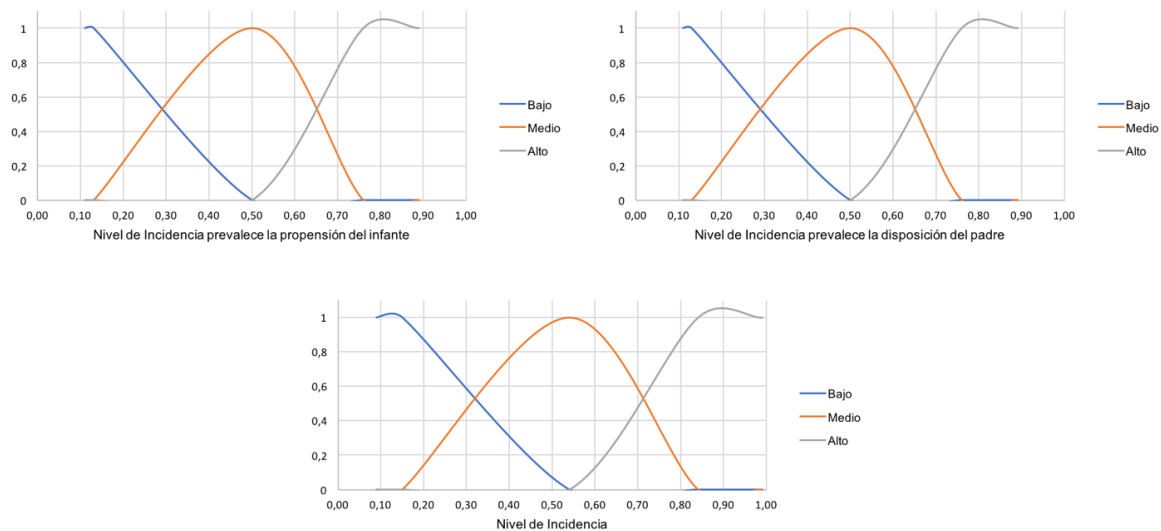 1
0,8
0,6
0,4
0,2
0
0,00 0,10 0,20 0,30 0,40 0,50 0,60 0,70 0,80 0,90 1,00
Nivel de Incidencia prevalece la propensión del infante
Bajo
Medio
Alto
1
0,8
0,6
0,4
0,2
0
0,00 0,10 0,20 0,30 0,40 0,50 0,60 0,70 0,80 0,90 1,00
Nivel de Incidencia prevalece la disposición del padre
Bajo
Medio
Alto
1
0,8
0,6
0,4
0,2
0
0,00 0,10 0,20 0,30 0,40 0,50 0,60 0,70 0,80 0,90 1,00
Nivel de Incidencia
Bajo
Medio
Alto